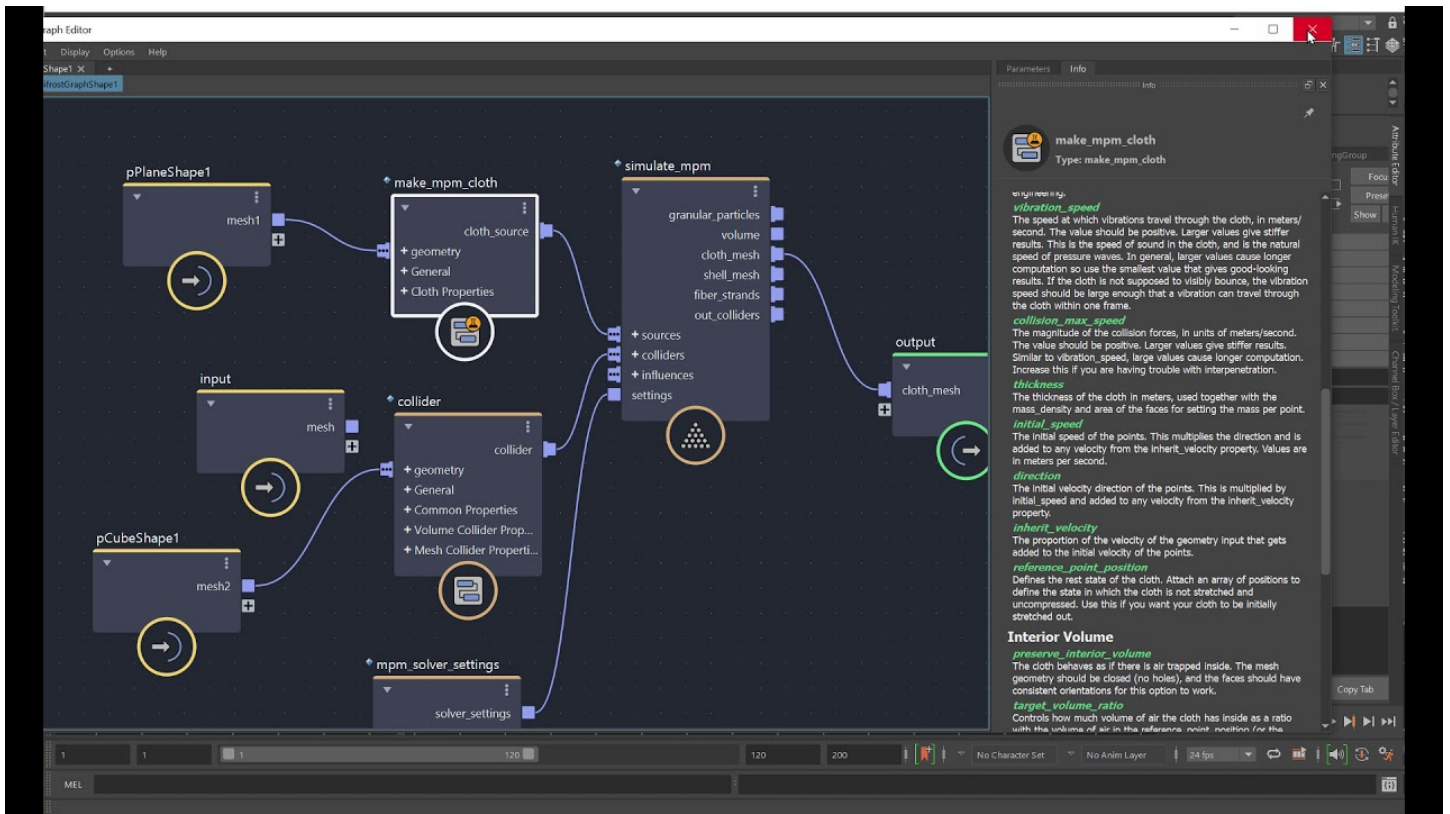 raph Editor
t Display Options Help
Shape1 × +
ifrostGraphShape1
pPlaneShape1
mesh1
make_mpm_cloth
cloth_source
+ geometry
+ General
+ Cloth Properties
simulate_mpm
granular_particles
volume
cloth_mesh
shell_mesh
fiber_strands
out_colliders
+ sources
+ colliders
+ influences
settings
output
cloth_mesh
input
mesh
collider
collider
+ geometry
+ General
+ Common Properties
+ Volume Collider Prop...
+ Mesh Collider Properti...
pCubeShape1
mesh2
mpm_solver_settings
solver_settings
Parameters Info
Info
make_mpm_cloth
Type: make_mpm_cloth
engineering.
vibration_speed
The speed at which vibrations travel through the cloth, in meters/
second. The value should be positive. Larger values give stiffer
results. This is the speed of sound in the cloth, and is the natural
speed of pressure waves. In general, larger values cause longer
computation so use the smallest value that gives good-looking
results. If the cloth is not supposed to visibly bounce, the vibration
speed should be large enough that a vibration can travel through
the cloth within one frame.
collision_max_speed
The magnitude of the collision forces, in units of meters/second.
The value should be positive. Larger values give stiffer results.
Similar to vibration_speed, large values cause longer computation.
Increase this if you are having trouble with interpenetration.
thickness
The thickness of the cloth in meters, used together with the
mass_density and area of the faces for setting the mass per point.
initial_speed
The initial speed of the points. This multiplies the direction and is
added to any velocity from the inherit_velocity property. Values are
in meters per second.
direction
The initial velocity direction of the points. This is multiplied by
initial_speed and added to any velocity from the inherit_velocity
property.
inherit_velocity
The proportion of the velocity of the geometry input that gets
added to the initial velocity of the points.
reference_point_position
Defines the rest state of the cloth. Attach an array of positions to
define the state in which the cloth is not stretched and
uncompressed. Use this if you want your cloth to be initially
stretched out.
Interior Volume
preserve_interior_volume
The cloth behaves as if there is air trapped inside. The mesh
geometry should be closed (no holes), and the faces should have
consistent orientations for this option to work.
target_volume_ratio
Controls how much volume of air the cloth has inside as a ratio
with the volume of air in the reference_point_position (or the
ngGroup
Focu
Prese
Show
Copy Tab
Attribute Editor
Human IK
Modeling Toolkit
Channel Box / Layer Editor
1 1 1 120 120 200 No Character Set No Anim Layer 24 fps
MEL